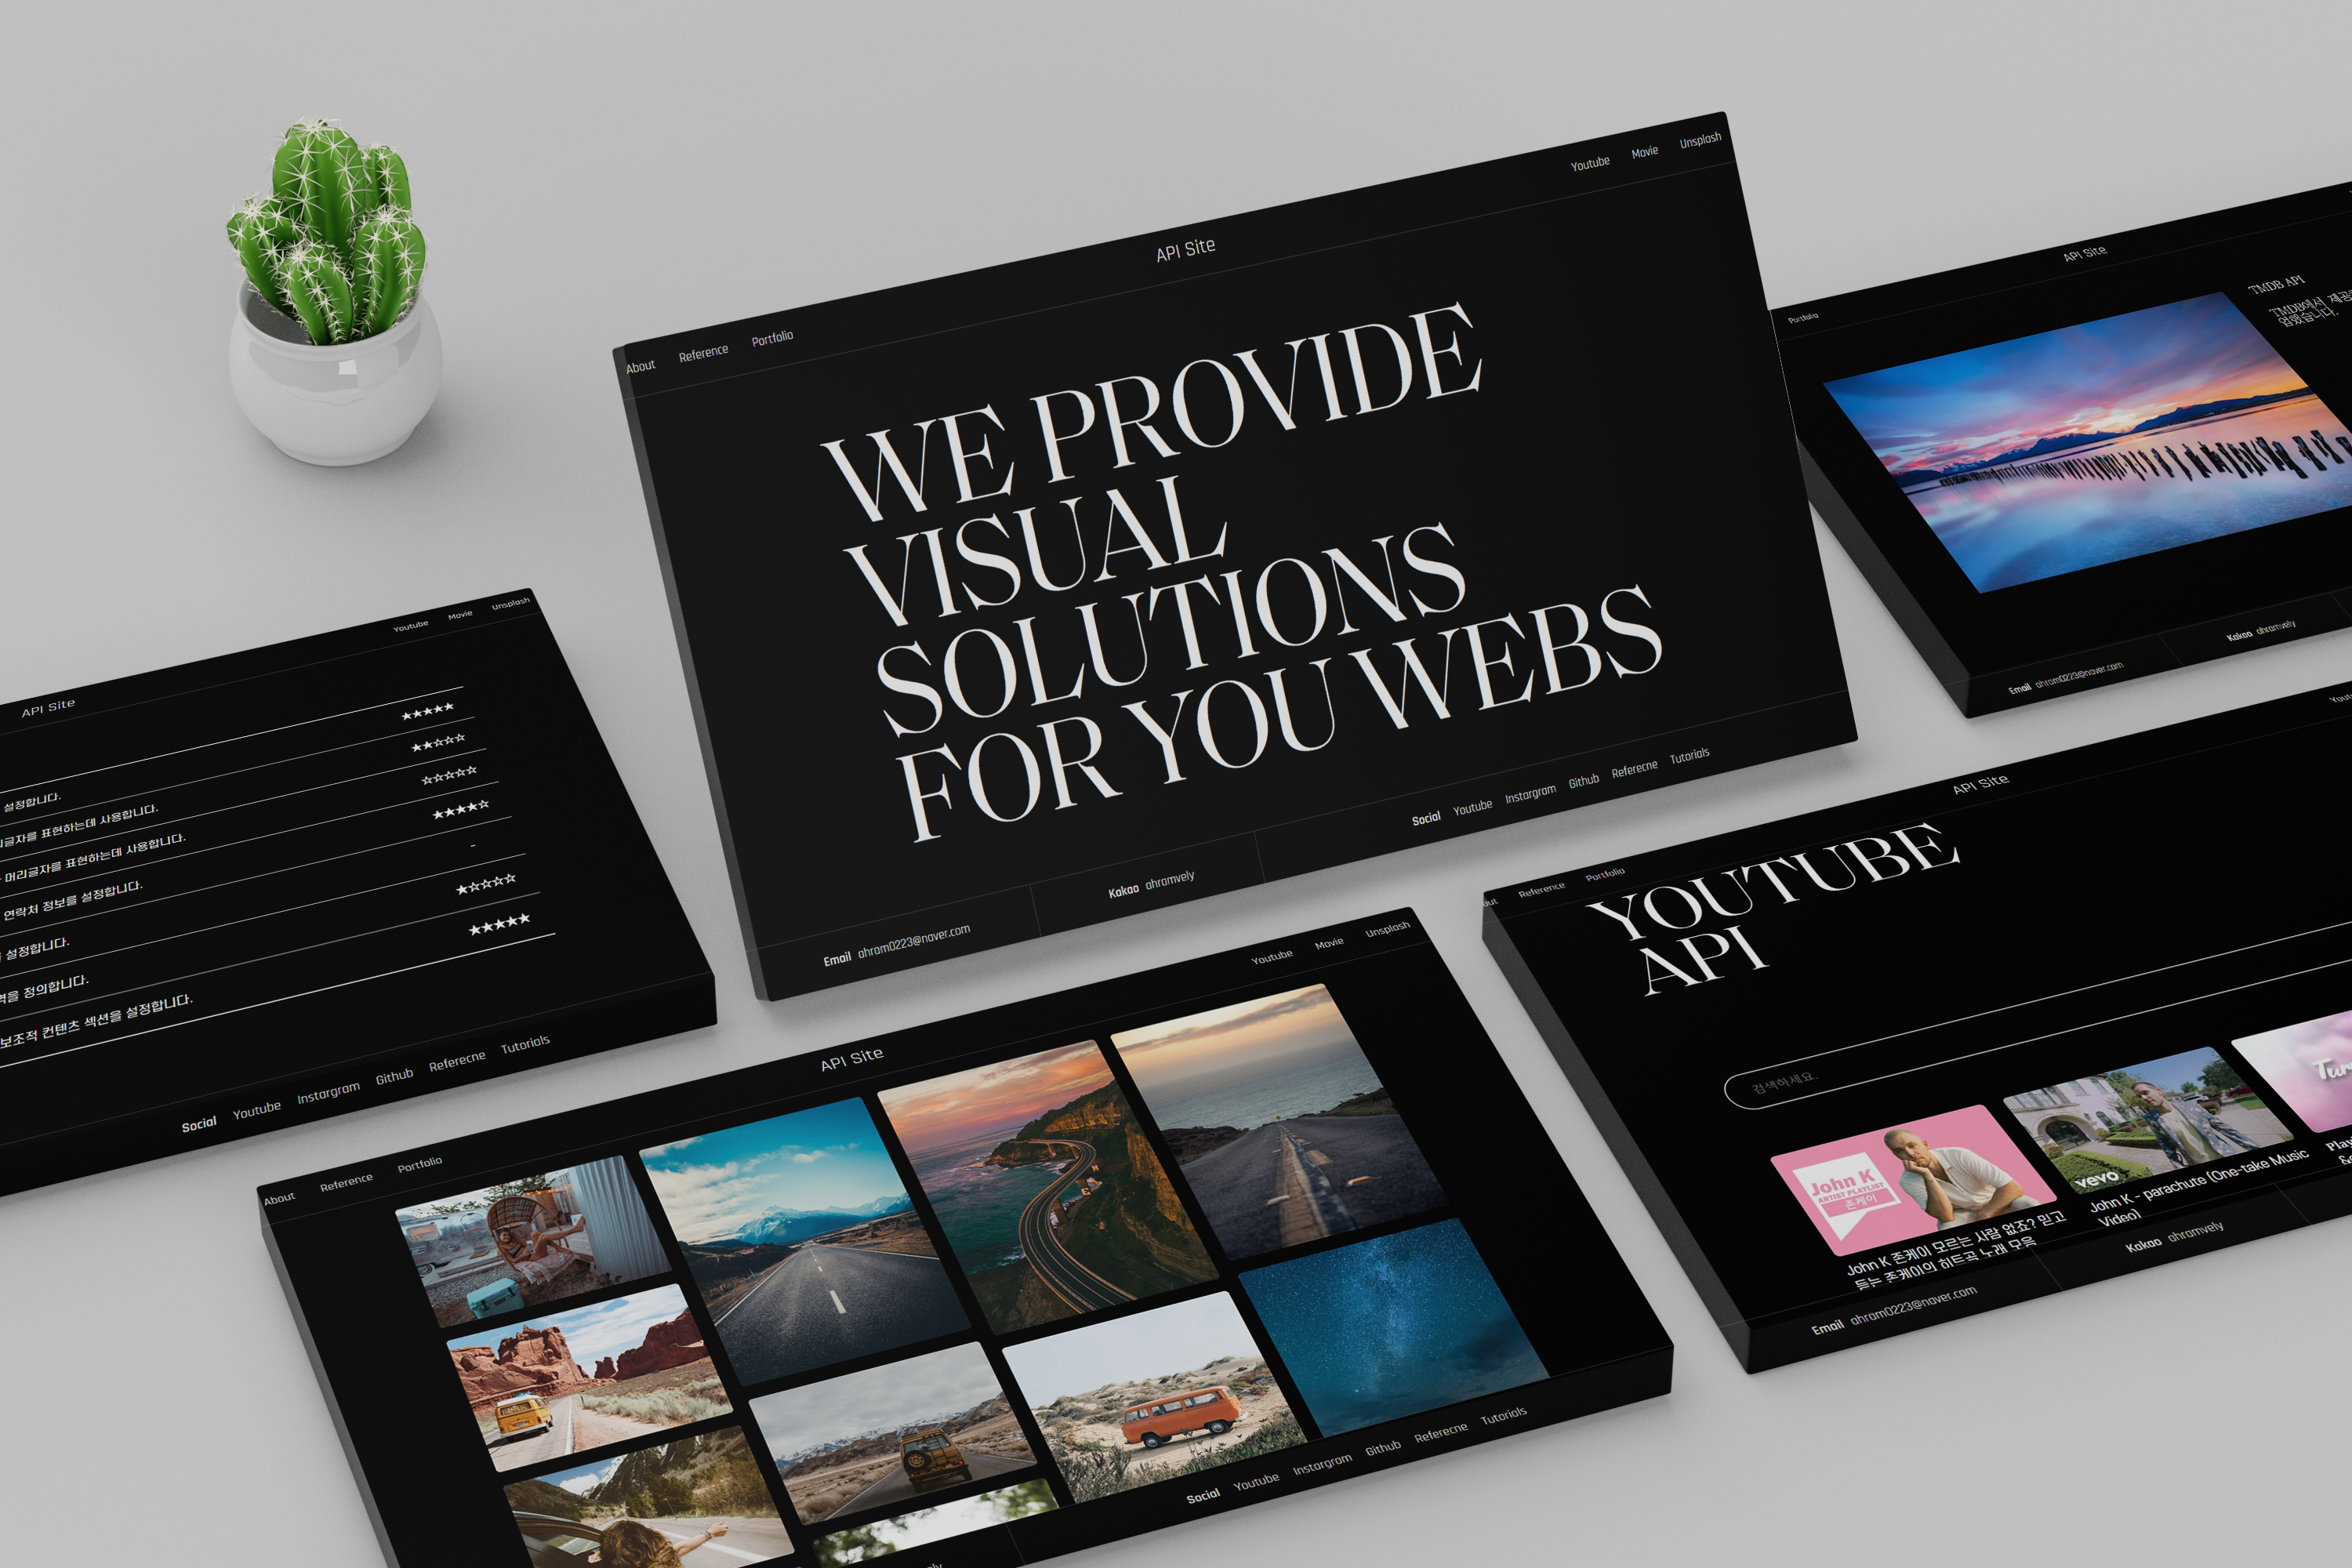 About Reference Portfolio
API Site
Youtube Movie Unsplash
WE PROVIDE
VISUAL
SOLUTIONS
FOR YOU WEBS
Email ahram0223@naver.com
Kakao ahramvely
Social Youtube Instargram Github Referecne Tutorials
Portfolio
API Site
TMDB API
TMDB에서
Email ahram0223@naver.com
Kakao ahramvely
API Site
Youtube Movie Unsplash
설정합니다.
★★★★★
글자를 표현하는데 사용합니다.
★★☆☆☆
머리글자를 표현하는데 사용합니다.
☆☆☆☆☆
연락처 정보를 설정합니다.
★★★★☆
설정합니다.
-
정의합니다.
★☆☆☆☆
보조적 컨텐츠 섹션을 설정합니다.
★★★★★
Social Youtube Instargram Github Referecne Tutorials
About Reference Portfolio
API Site
Youtube Movie Unsplash
Social Youtube Instargram Github Referecne Tutorials
Reference Portfolio
API Site
YOUTUBE
API
검색하세요.
John K
ARTIST PLAYLIST
존케이
John K 존케이 모르는 사람 없죠? 믿고
듣는 존케이의 히트곡 노래 모음
vevo
John K - parachute (One-take Music
Video)
Email ahram0223@naver.com
Kakao ahramvely